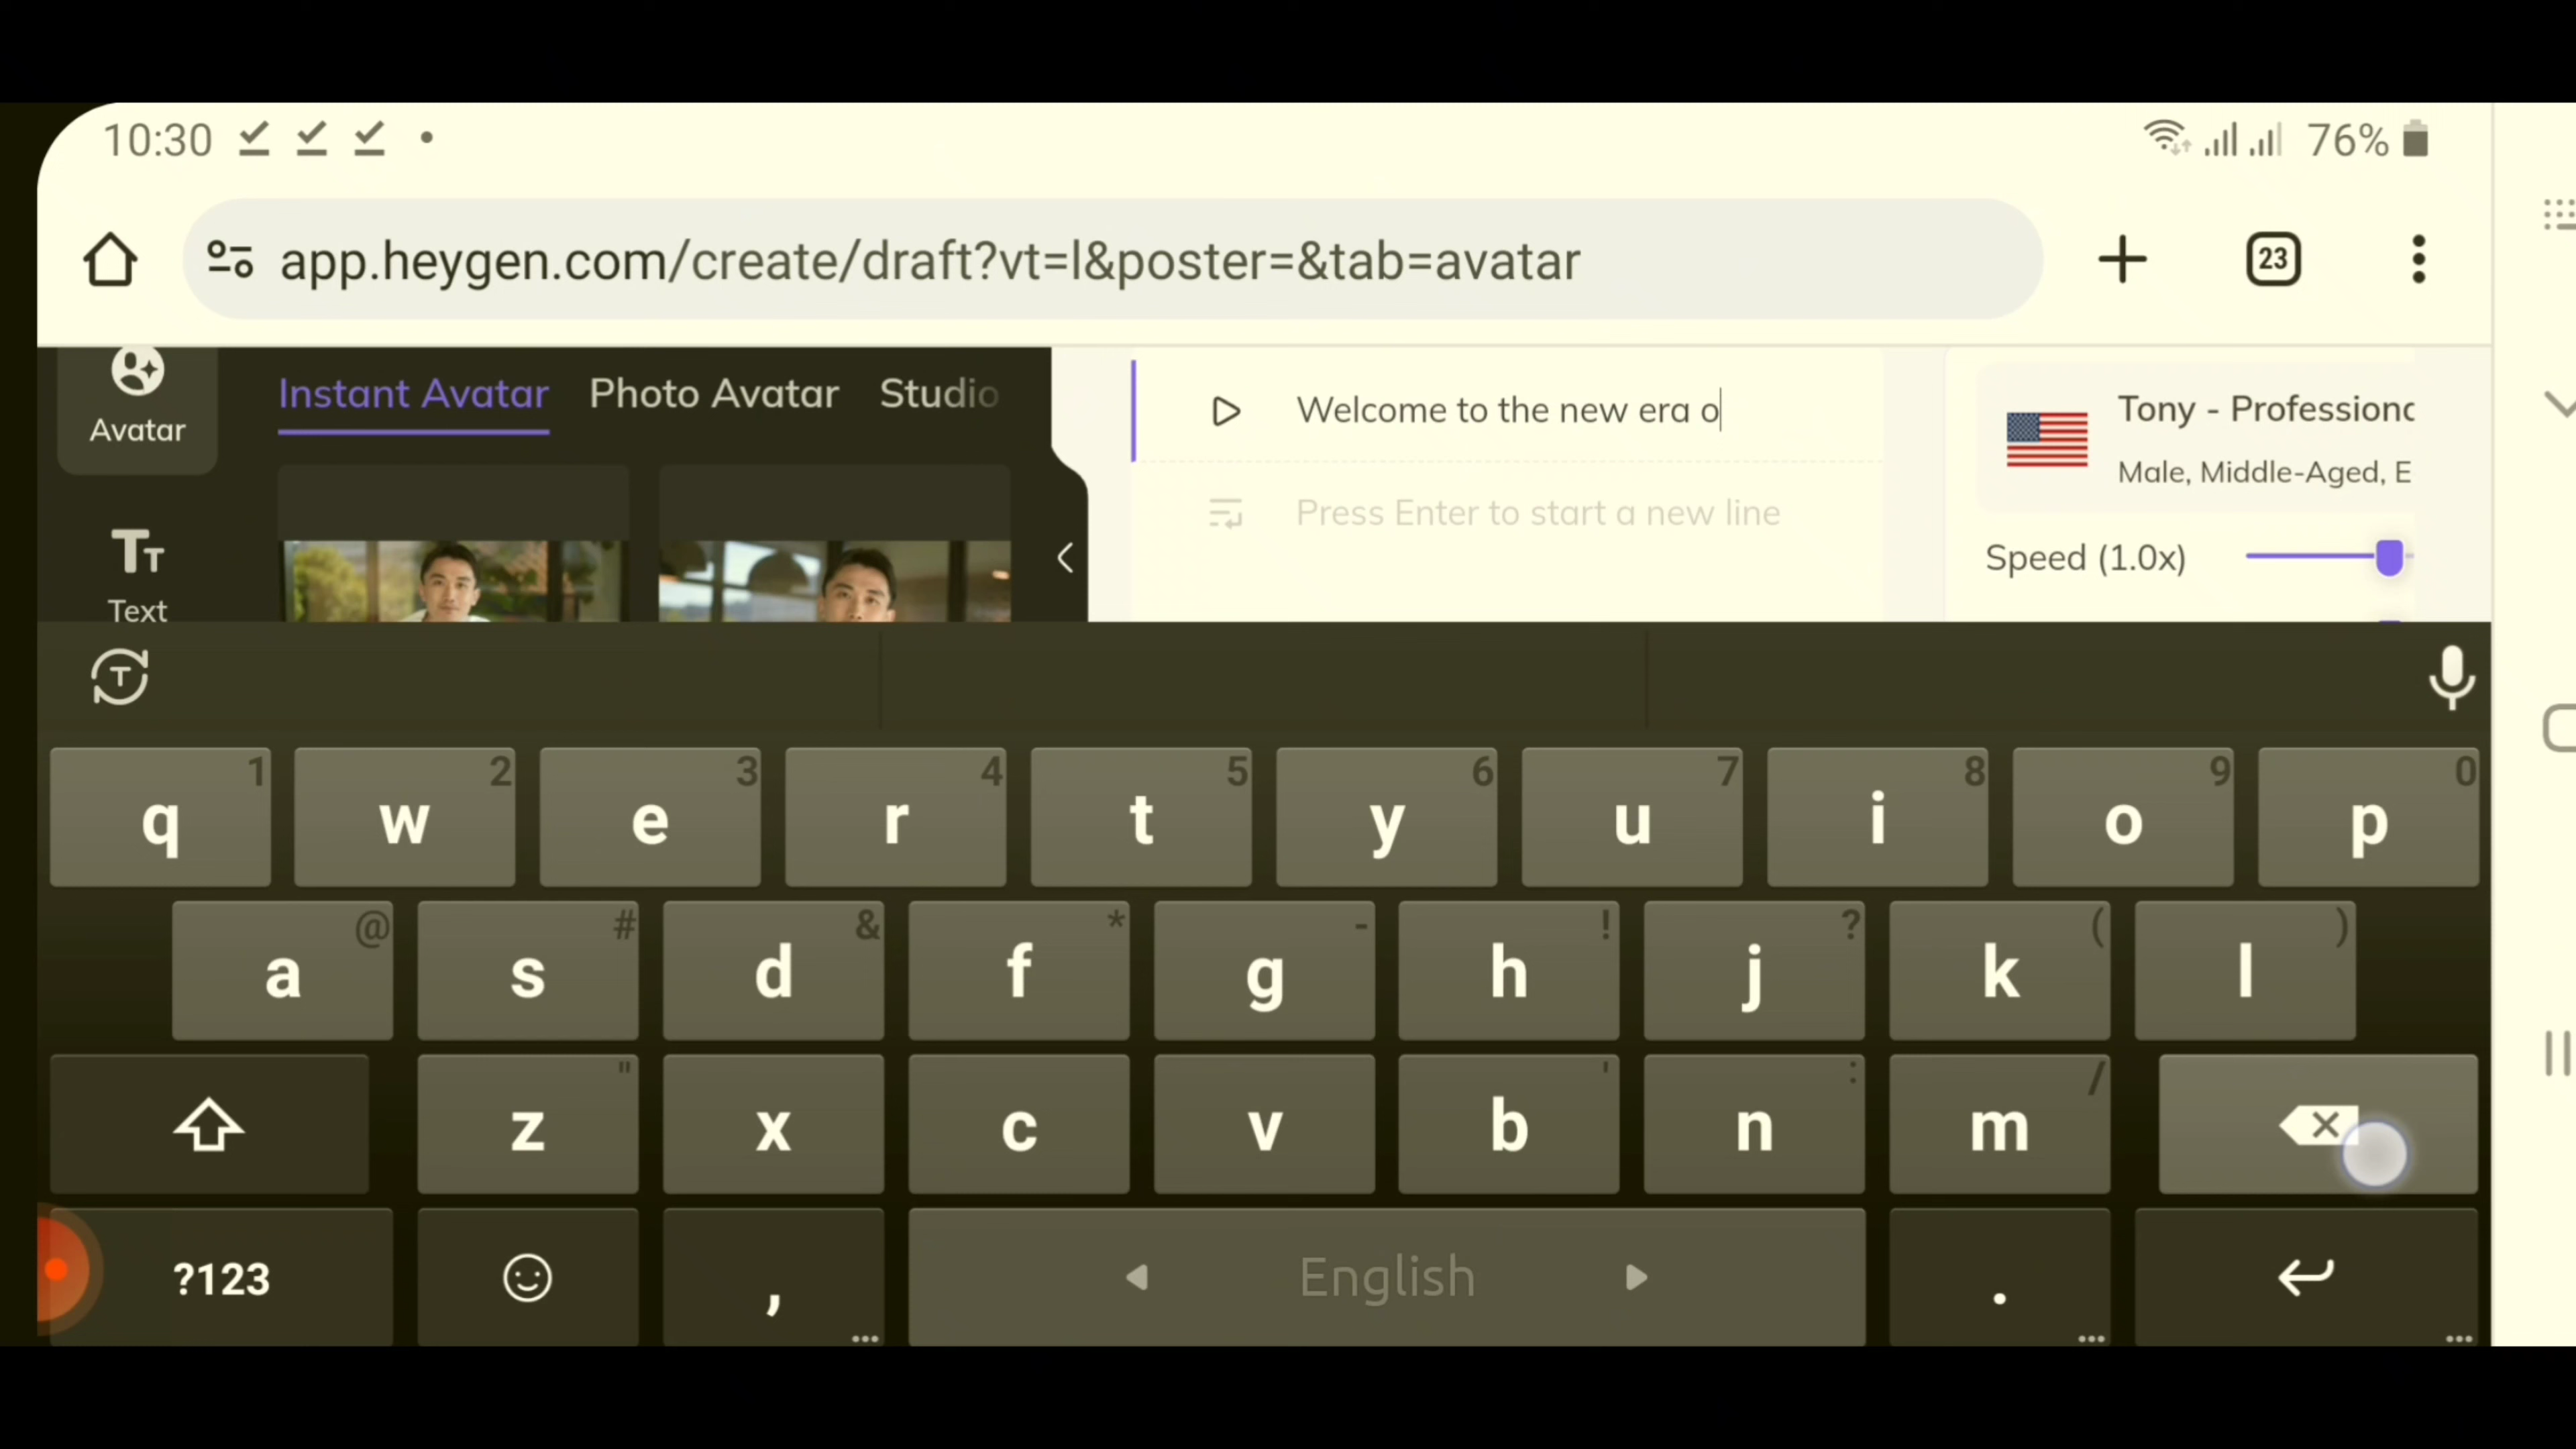 10:30 76%
app.heygen.com/create/draft?vt=l&poster=&tab=avatar
23
Avatar
Instant Avatar Photo Avatar Studio
Welcome to the new era o
Press Enter to start a new line
Tony - Professional
Male, Middle-Aged, E
Speed (1.0x)
Text
T
1 2 3 4 5 6 7 8 9 0
q w e r t y u i o p
@ # & * - ! ? ( )
a s d f g h j k l
" ' : /
z x c v b n m
?123 , English .